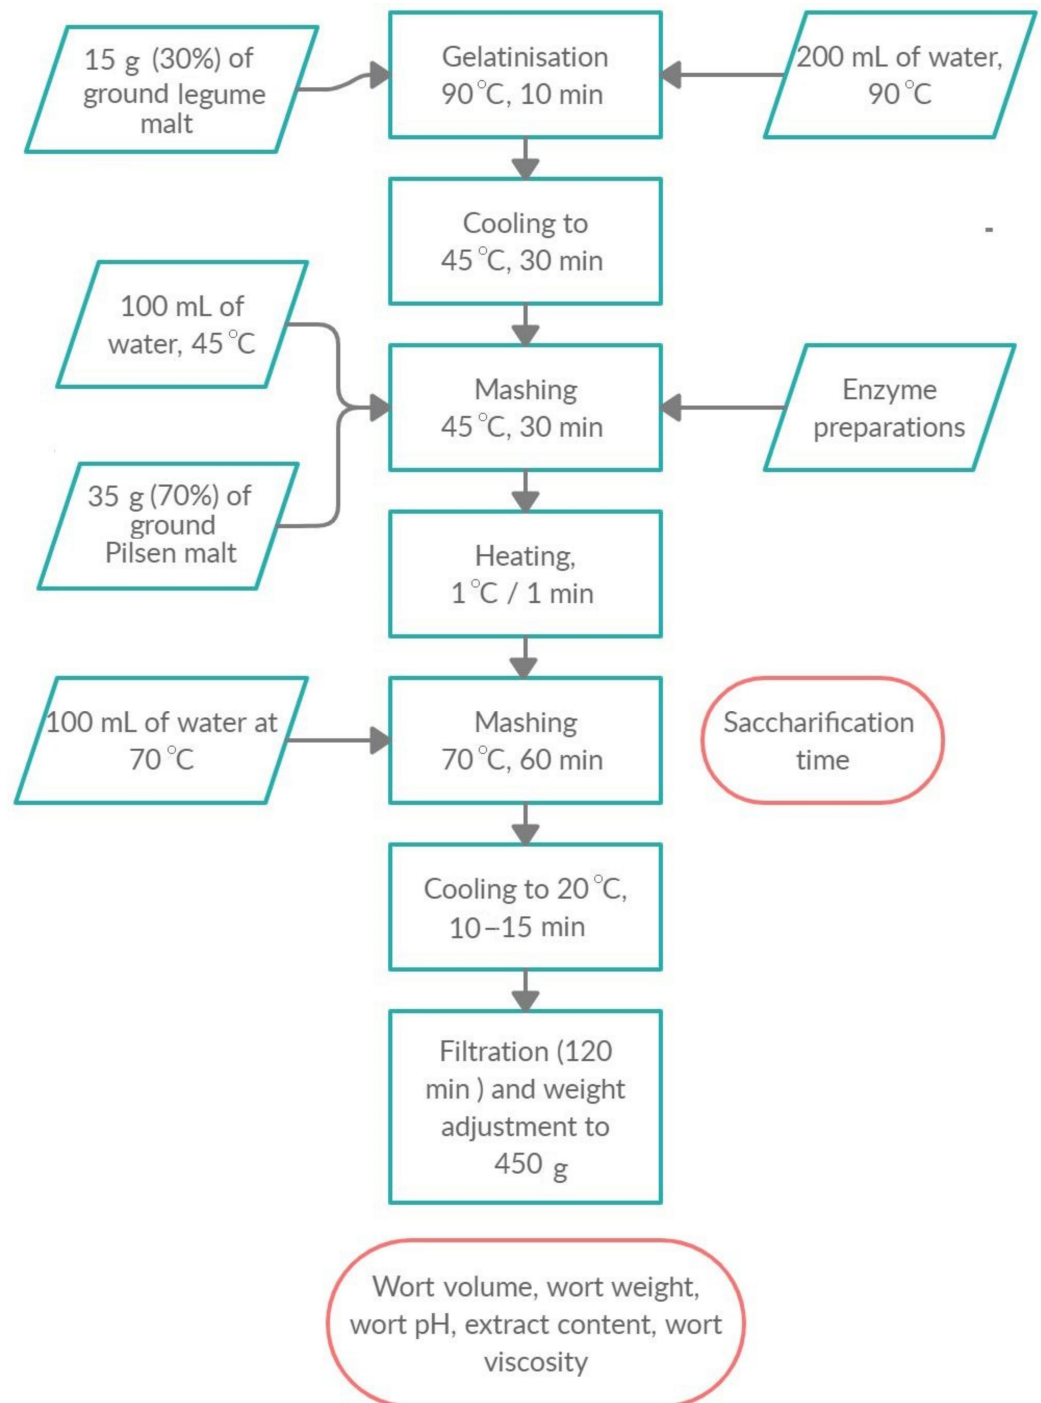 15 g (30%) of
ground legume
malt
Gelatinisation
90°C, 10 min
200 mL of water,
90°C
Cooling to
45°C, 30 min
100 mL of
water, 45°C
Mashing
45°C, 30 min
Enzyme
preparations
35 g (70%) of
ground
Pilsen malt
Heating,
1°C / 1 min
100 mL of water at
70°C
Mashing
70°C, 60 min
Saccharification
time
Cooling to 20°C,
10–15 min
Filtration (120
min ) and weight
adjustment to
450 g
Wort volume, wort weight,
wort pH, extract content, wort
viscosity